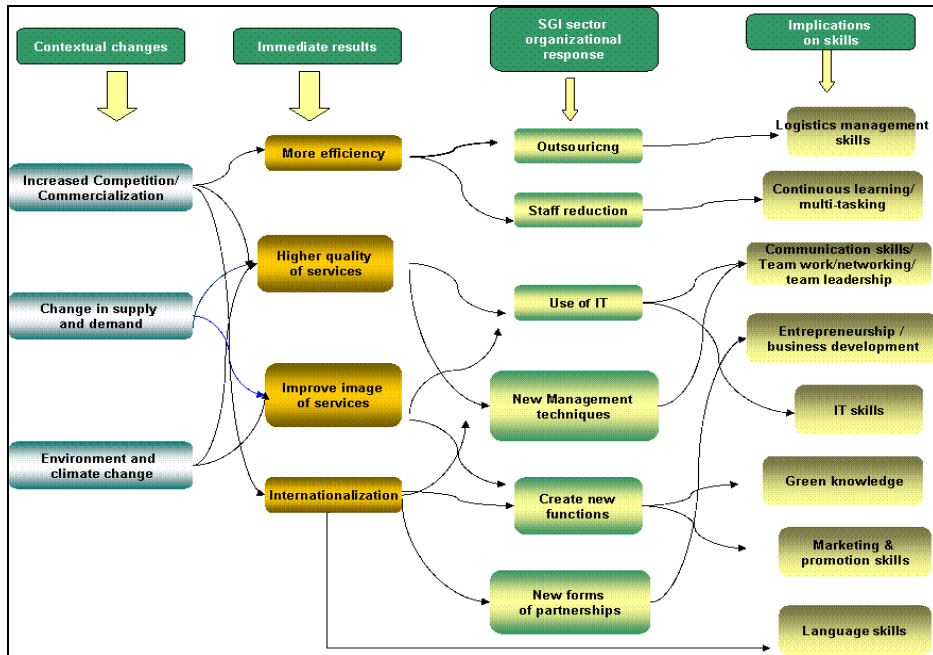 Contextual changes
Immediate results
SGI sector
organizational
response
Implications
on skills
Increased Competition/
Commercialization
Change in supply
and demand
Environment and
climate change
More efficiency
Higher quality
of services
Improve image
of services
Internationalization
Outsouricng
Staff reduction
Use of IT
New Management
techniques
Create new
functions
New forms
of partnerships
Logistics management
skills
Continuous learning/
multi-tasking
Communication skills/
Team work/networking/
team leadership
Entrepreneurship /
business development
IT skills
Green knowledge
Marketing &
promotion skills
Language skills